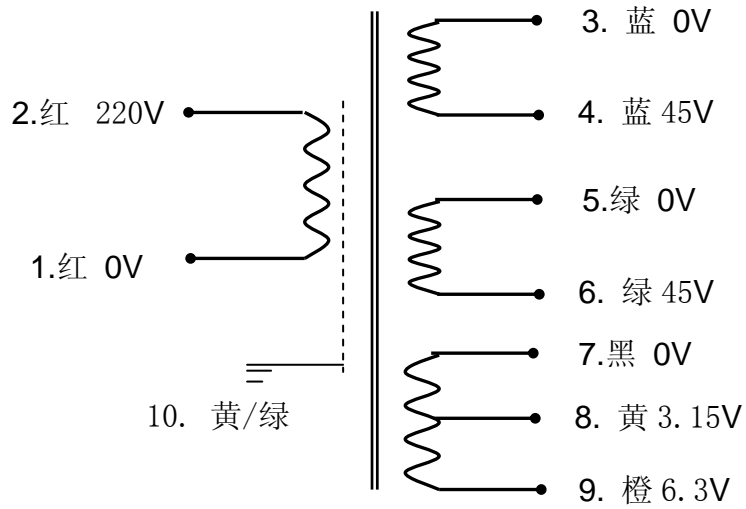 3. 蓝 0V
2.红 220V
4. 蓝 45V
5.绿 0V
1.红 0V
6. 绿 45V
7.黑 0V
10. 黄/绿
8. 黄 3.15V
9. 橙 6.3V